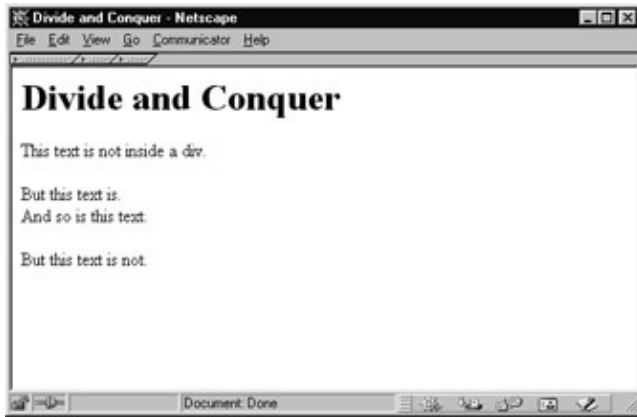 Divide and Conquer - Netscape
File Edit View Go Communicator Help
Divide and Conquer
This text is not inside a div.
But this text is.
And so is this text.
But this text is not.
Document: Done